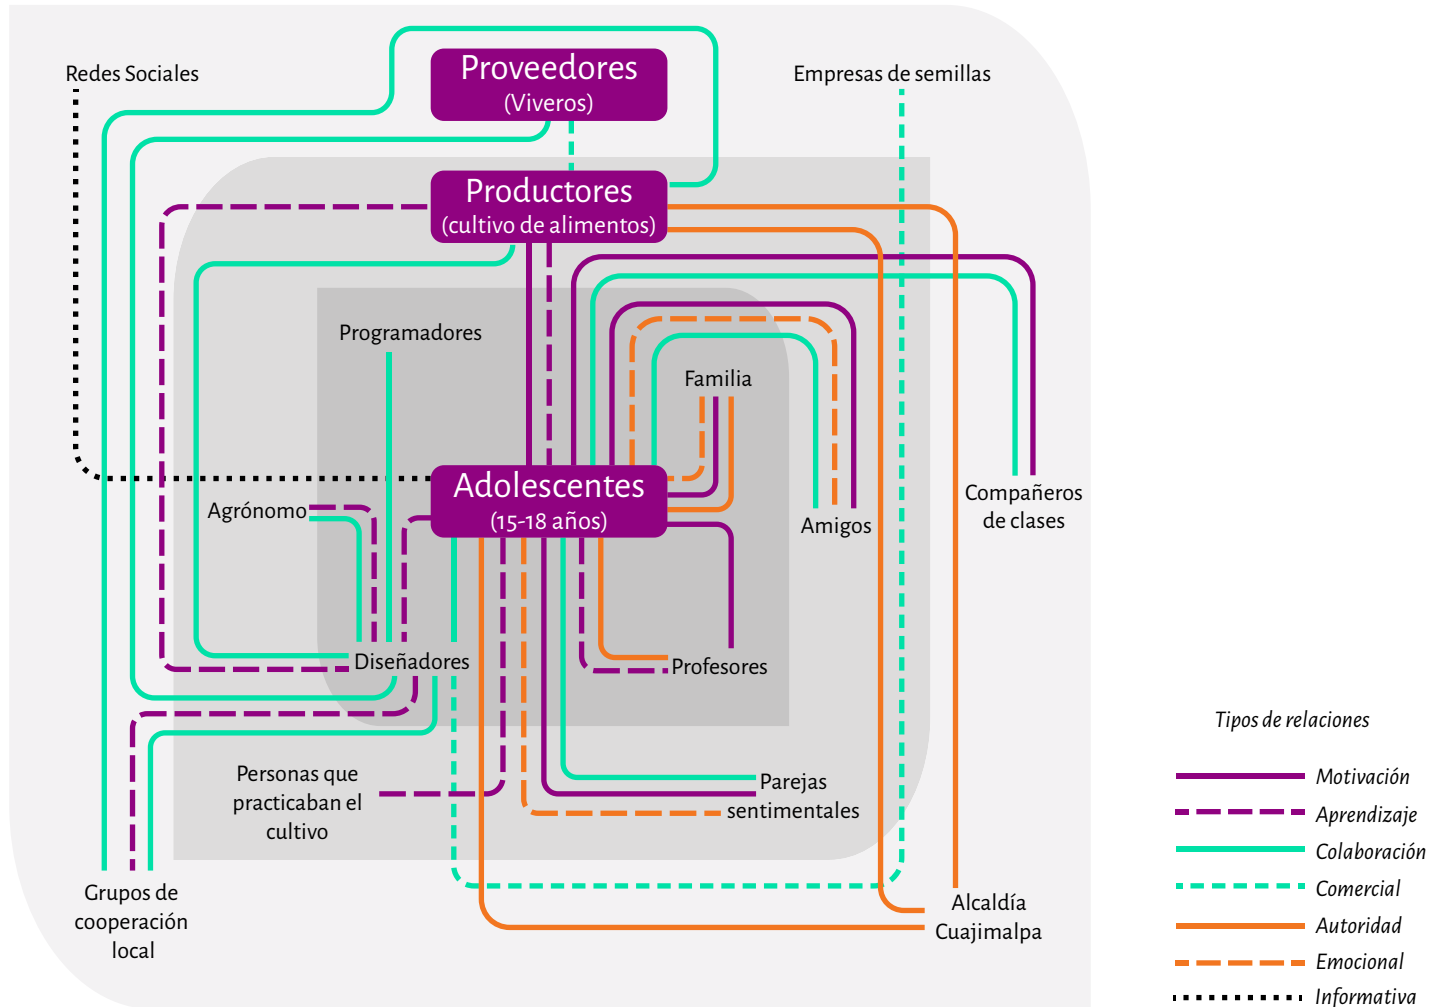 Redes Sociales
Proveedores
(Viveros)
Empresas de semillas
Productores
(cultivo de alimentos)
Programadores
Familia
Adolescentes
(15-18 años)
Agrónomo
Amigos
Compañeros
de clases
Diseñadores
Profesores
Personas que
practicaban el
cultivo
Parejas
sentimentales
Grupos de
cooperación
local
Alcaldía
Cuajimalpa
Tipos de relaciones
Motivación
Aprendizaje
Colaboración
Comercial
Autoridad
Emocional
Informativa